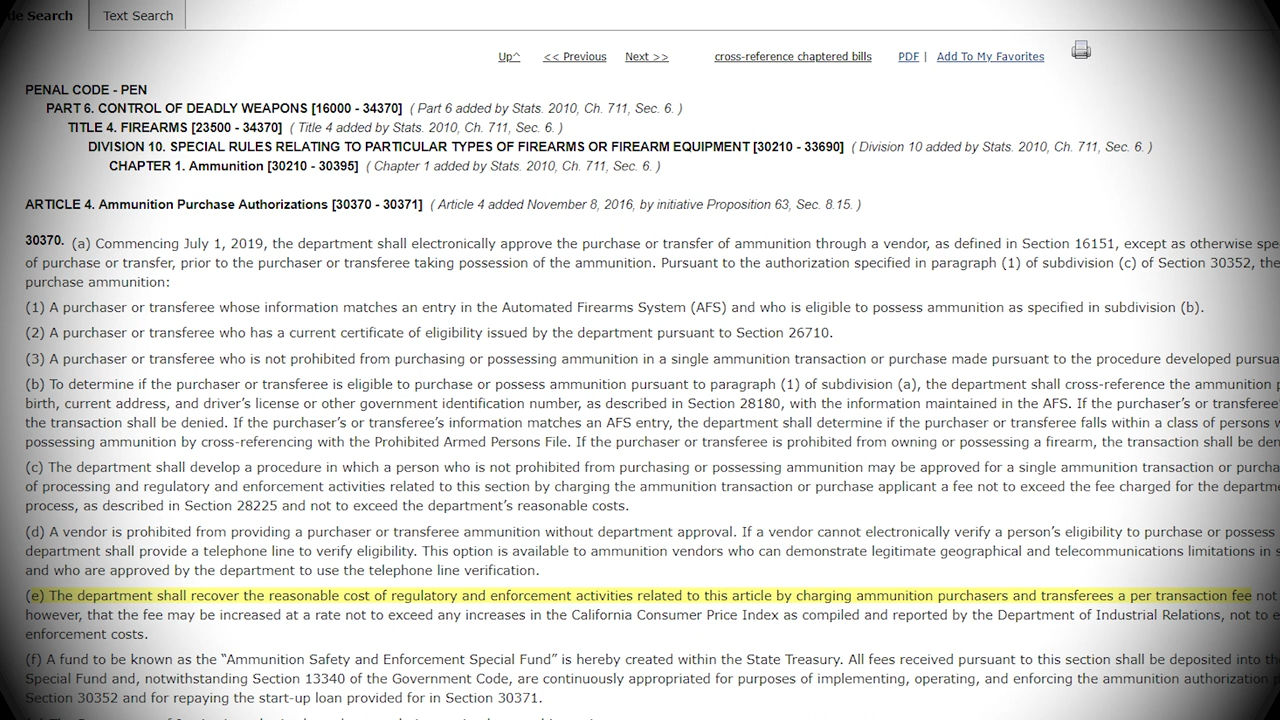 Search
Text Search
Up^ << Previous Next >> cross-reference chaptered bills PDF | Add To My Favorites
PENAL CODE - PEN
PART 6. CONTROL OF DEADLY WEAPONS [16000 - 34370] ( Part 6 added by Stats. 2010, Ch. 711, Sec. 6. )
TITLE 4. FIREARMS [23500 - 34370] ( Title 4 added by Stats. 2010, Ch. 711, Sec. 6. )
DIVISION 10. SPECIAL RULES RELATING TO PARTICULAR TYPES OF FIREARMS OR FIREARM EQUIPMENT [30210 - 33690] ( Division 10 added by Stats. 2010, Ch. 711, Sec. 6. )
CHAPTER 1. Ammunition [30210 - 30395] ( Chapter 1 added by Stats. 2010, Ch. 711, Sec. 6. )
ARTICLE 4. Ammunition Purchase Authorizations [30370 - 30371] ( Article 4 added November 8, 2016, by initiative Proposition 63, Sec. 8.15. )
30370. (a) Commencing July 1, 2019, the department shall electronically approve the purchase or transfer of ammunition through a vendor, as defined in Section 16151, except as otherwise
of purchase or transfer, prior to the purchaser or transferee taking possession of the ammunition. Pursuant to the authorization specified in paragraph (1) of subdivision (c) of Section 30352, the
purchase ammunition:
(1) A purchaser or transferee whose information matches an entry in the Automated Firearms System (AFS) and who is eligible to possess ammunition as specified in subdivision (b).
(2) A purchaser or transferee who has a current certificate of eligibility issued by the department pursuant to Section 26710.
(3) A purchaser or transferee who is not prohibited from purchasing or possessing ammunition in a single ammunition transaction or purchase made pursuant to the procedure developed
(b) To determine if the purchaser or transferee is eligible to purchase or possess ammunition pursuant to paragraph (1) of subdivision (a), the department shall cross-reference the ammunition
birth, current address, and driver's license or other government identification number, as described in Section 28180, with the information maintained in the AFS. If the purchaser's or transferee'
the transaction shall be denied. If the purchaser's or transferee's information matches an AFS entry, the department shall determine if the purchaser or transferee falls within a class of persons
possessing ammunition by cross-referencing with the Prohibited Armed Persons File. If the purchaser or transferee is prohibited from owning or possessing a firearm, the transaction shall be
(c) The department shall develop a procedure in which a person who is not prohibited from purchasing or possessing ammunition may be approved for a single ammunition transaction or
of processing and regulatory and enforcement activities related to this section by charging the ammunition transaction or purchase applicant a fee not to exceed the fee charged for the
process, as described in Section 28225 and not to exceed the department's reasonable costs.
(d) A vendor is prohibited from providing a purchaser or transferee ammunition without department approval. If a vendor cannot electronically verify a person's eligibility to purchase or possess
department shall provide a telephone line to verify eligibility. This option is available to ammunition vendors who can demonstrate legitimate geographical and telecommunications limitations in
and who are approved by the department to use the telephone line verification.
(e) The department shall recover the reasonable cost of regulatory and enforcement activities related to this article by charging ammunition purchasers and transferees a per transaction fee not
however, that the fee may be increased at a rate not to exceed any increases in the California Consumer Price Index as compiled and reported by the Department of Industrial Relations, not to
enforcement costs.
(f) A fund to be known as the "Ammunition Safety and Enforcement Special Fund" is hereby created within the State Treasury. All fees received pursuant to this section shall be deposited into
Special Fund and, notwithstanding Section 13340 of the Government Code, are continuously appropriated for purposes of implementing, operating, and enforcing the ammunition authorization
Section 30352 and for repaying the start-up loan provided for in Section 30371.